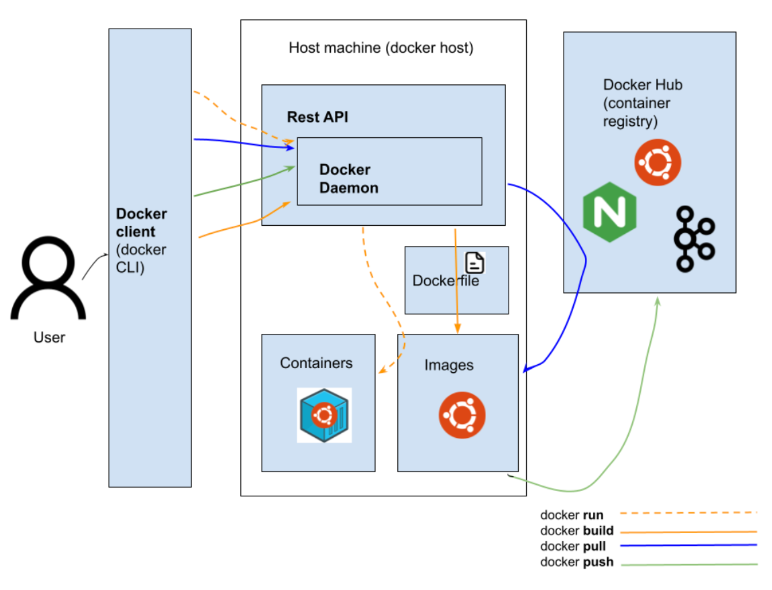 Host machine (docker host)
Docker Hub
(container
registry)
Rest API
Docker
Daemon
Docker
client
(docker
CLI)
Dockerfile
User
Containers
Images
N
docker run
docker build
docker pull
docker push